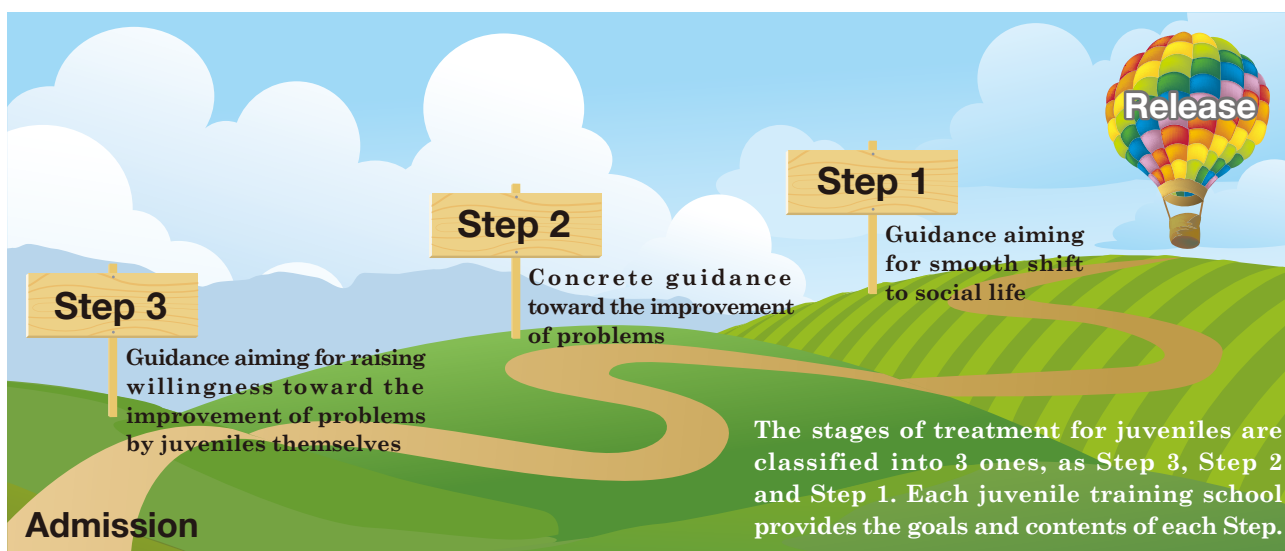 Release
Step 1
Guidance aiming
for smooth shift
to social life
Step 2
Concrete guidance
toward the improvement
of problems
Step 3
Guidance aiming for raising
willingness toward the
improvement of problems
by juveniles themselves
The stages of treatment for juveniles are
classified into 3 ones, as Step 3, Step 2
and Step 1. Each juvenile training school
provides the goals and contents of each Step.
Admission